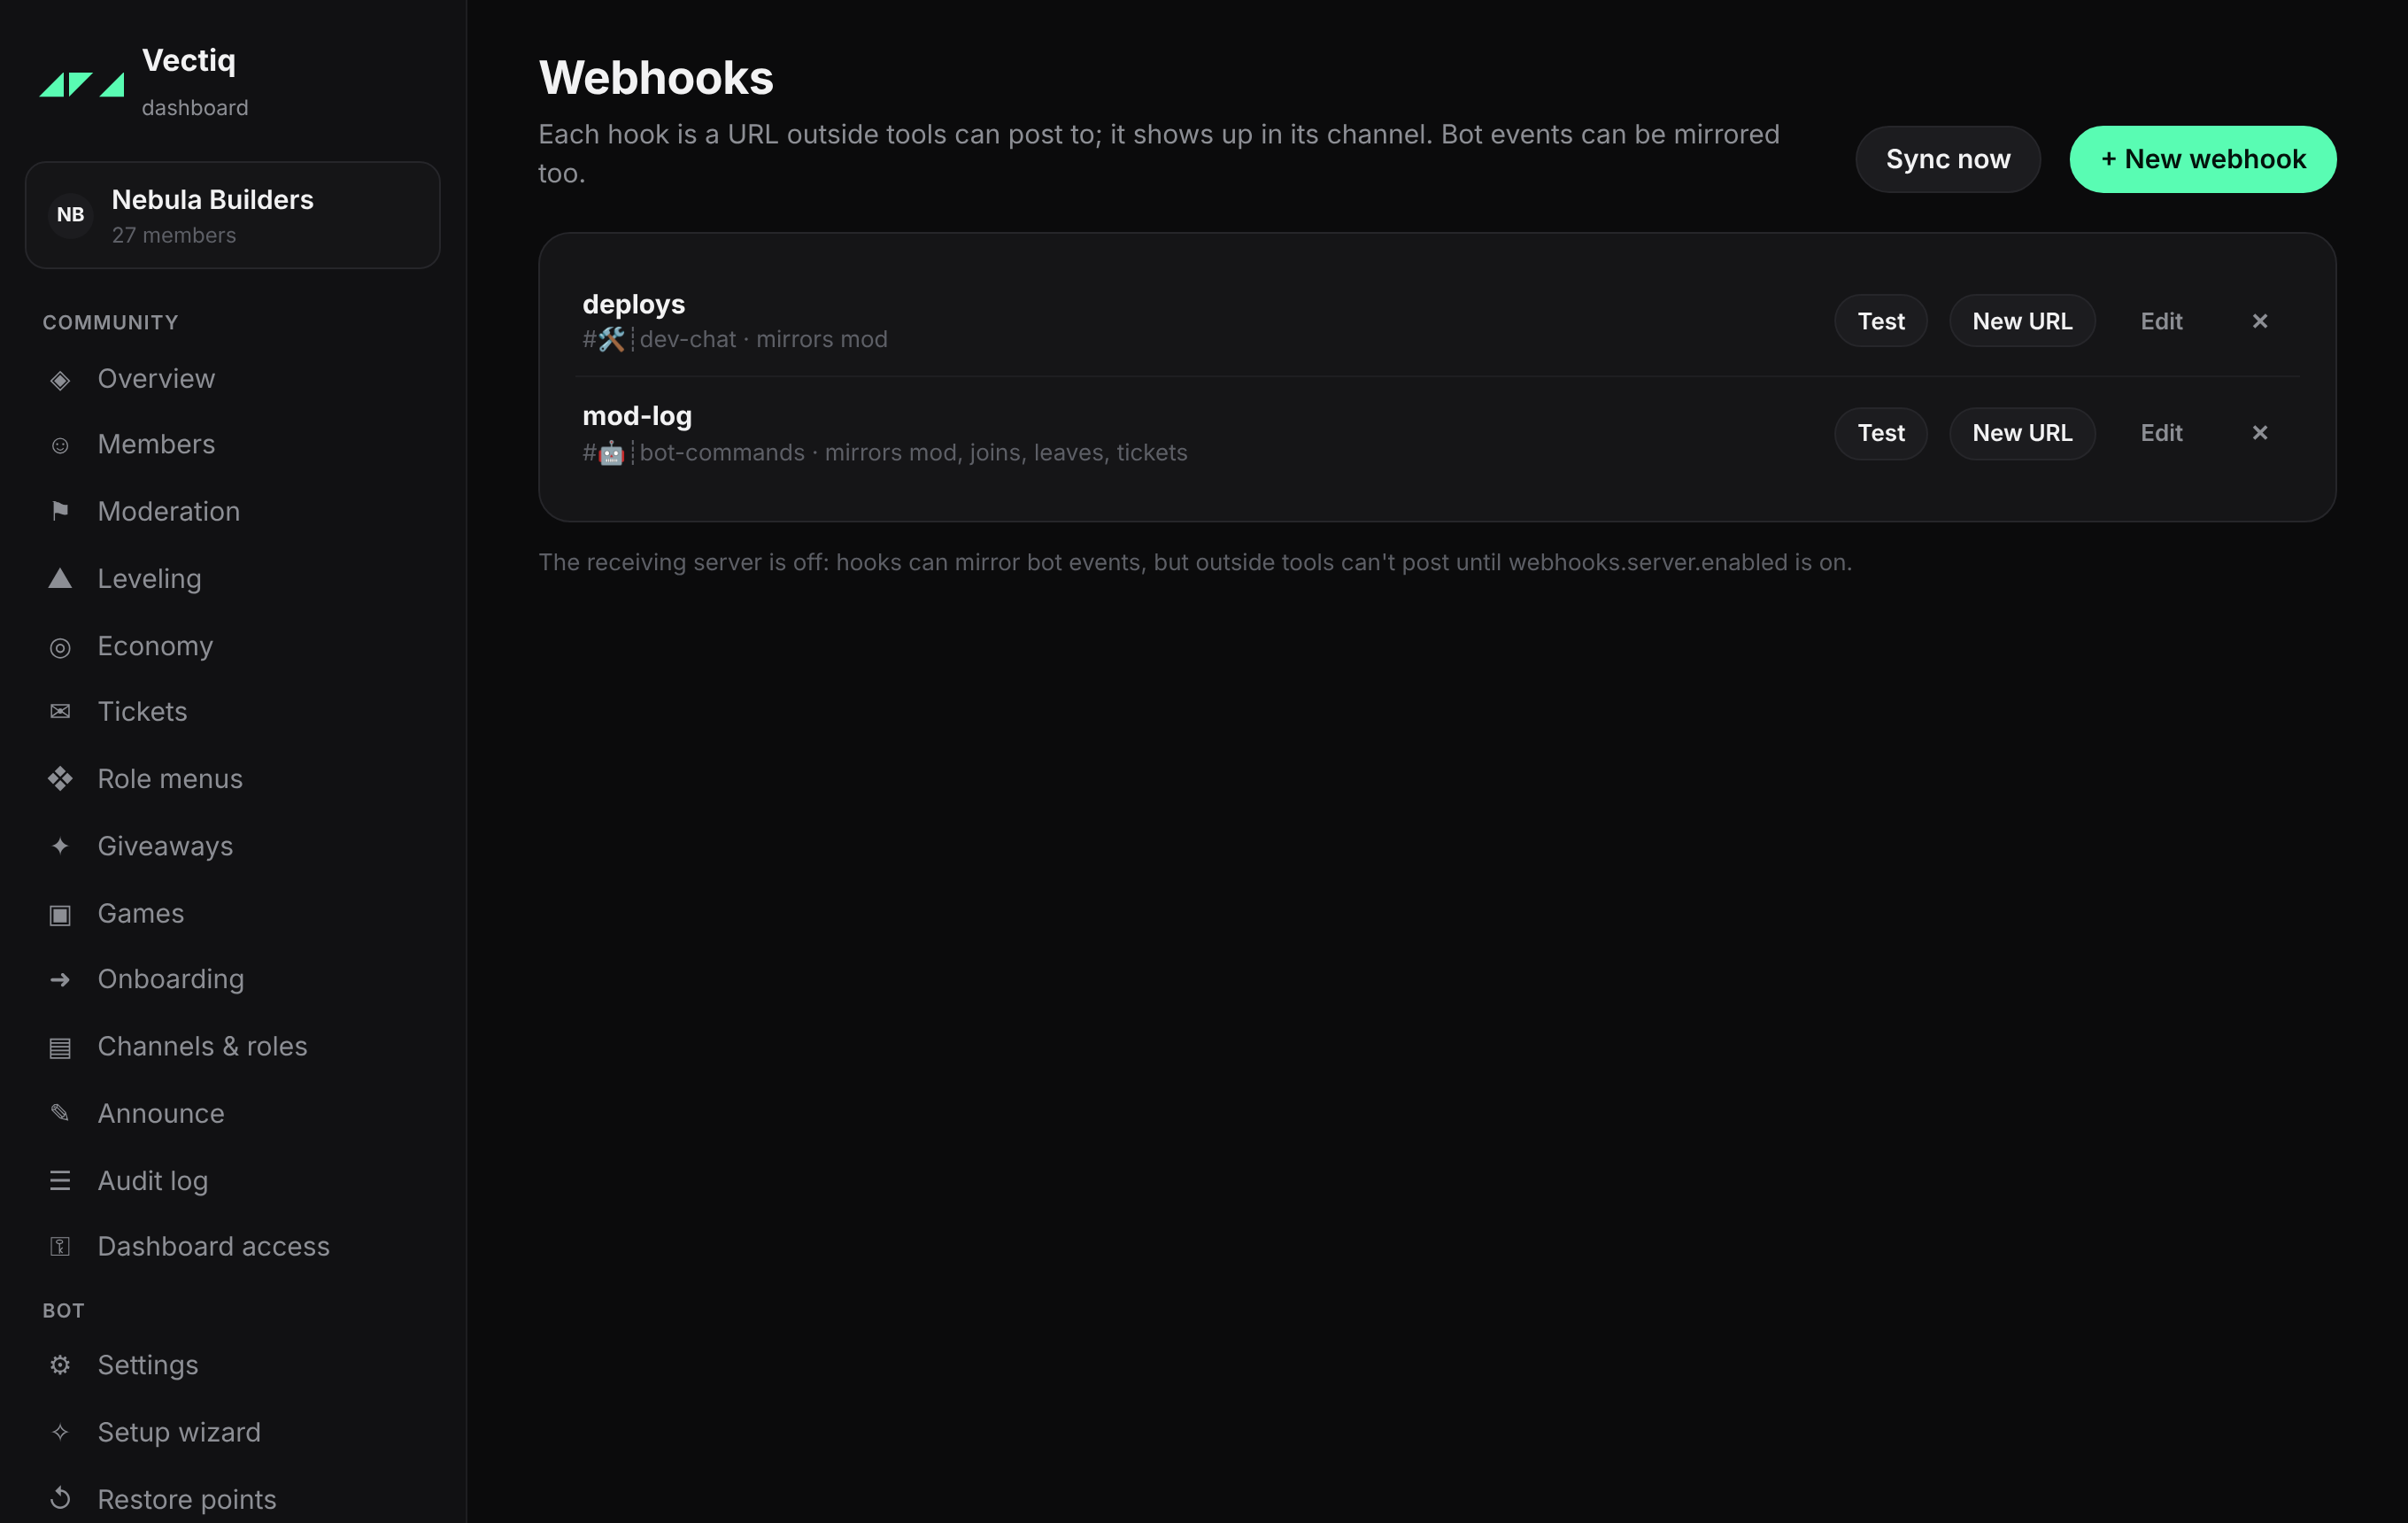 Vectiq
dashboard
NB
Nebula Builders
27 members
COMMUNITY
Overview
Members
Moderation
Leveling
Economy
Tickets
Role menus
Giveaways
Games
Onboarding
Channels & roles
Announce
Audit log
Dashboard access
BOT
Settings
Setup wizard
Restore points
Webhooks
Each hook is a URL outside tools can post to; it shows up in its channel. Bot events can be mirrored
too.
Sync now
+ New webhook
deploys
#🛠️┊dev-chat · mirrors mod
Test
New URL
Edit
✕
mod-log
#🤖┊bot-commands · mirrors mod, joins, leaves, tickets
Test
New URL
Edit
✕
The receiving server is off: hooks can mirror bot events, but outside tools can't post until webhooks.server.enabled is on.